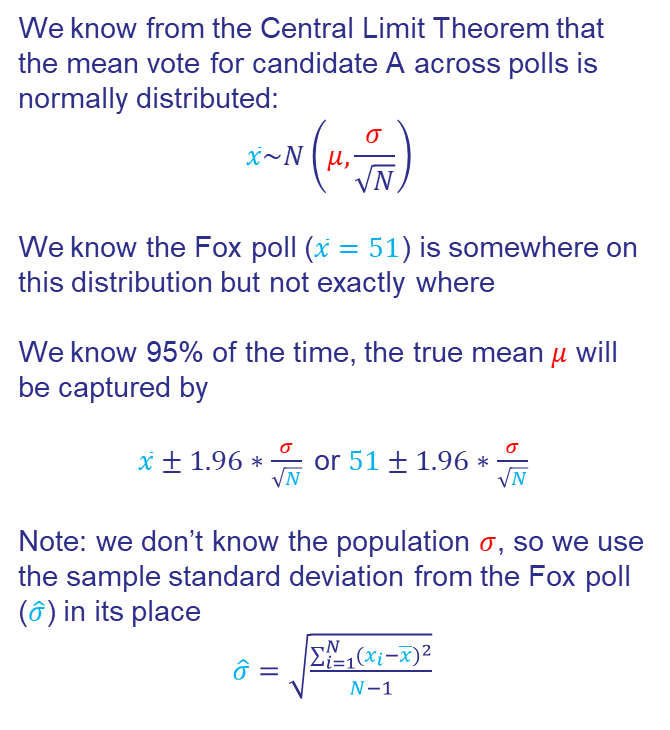 We know from the Central Limit Theorem that
the mean vote for candidate A across polls is
normally distributed:
x̄~N(μ, σ/√N)
We know the Fox poll (x̄ = 51) is somewhere on
this distribution but not exactly where
We know 95% of the time, the true mean μ will
be captured by
x̄ ± 1.96 * σ/√N or 51 ± 1.96 * σ/√N
Note: we don’t know the population σ, so we use
the sample standard deviation from the Fox poll
(σ̂) in its place
σ̂ = √(∑ᵢ₌₁ᴺ(xᵢ−x̄)²/(N−1))